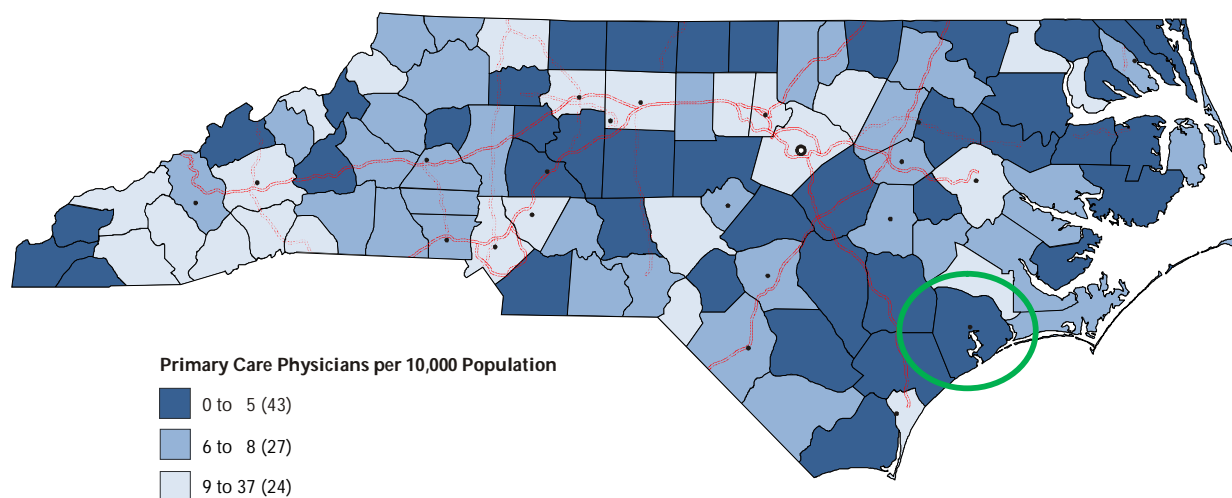 Primary Care Physicians per 10,000 Population
0 to 5 (43)
6 to 8 (27)
9 to 37 (24)